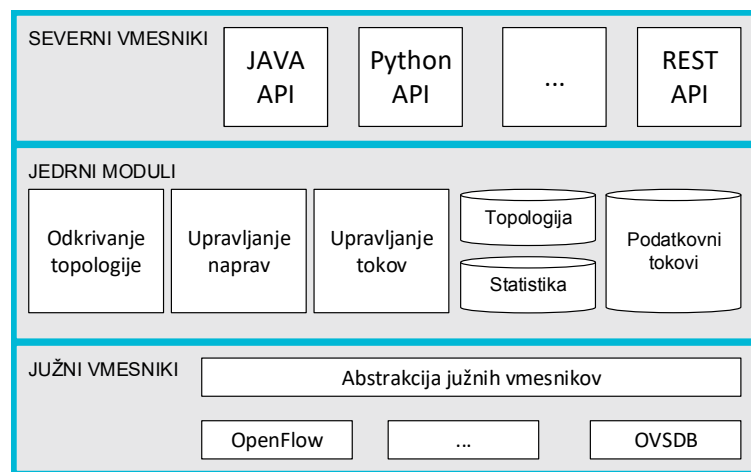 SEVERNI VMESNIKI
JAVA
API
Python
API
...
REST
API
JEDRNI MODULI
Odkrivanje
topologije
Upravljanje
naprav
Upravljanje
tokov
Topologija
Statistika
Podatkovni
tokovi
JUŽNI VMESNIKI
Abstrakcija južnih vmesnikov
OpenFlow
...
OVSDB